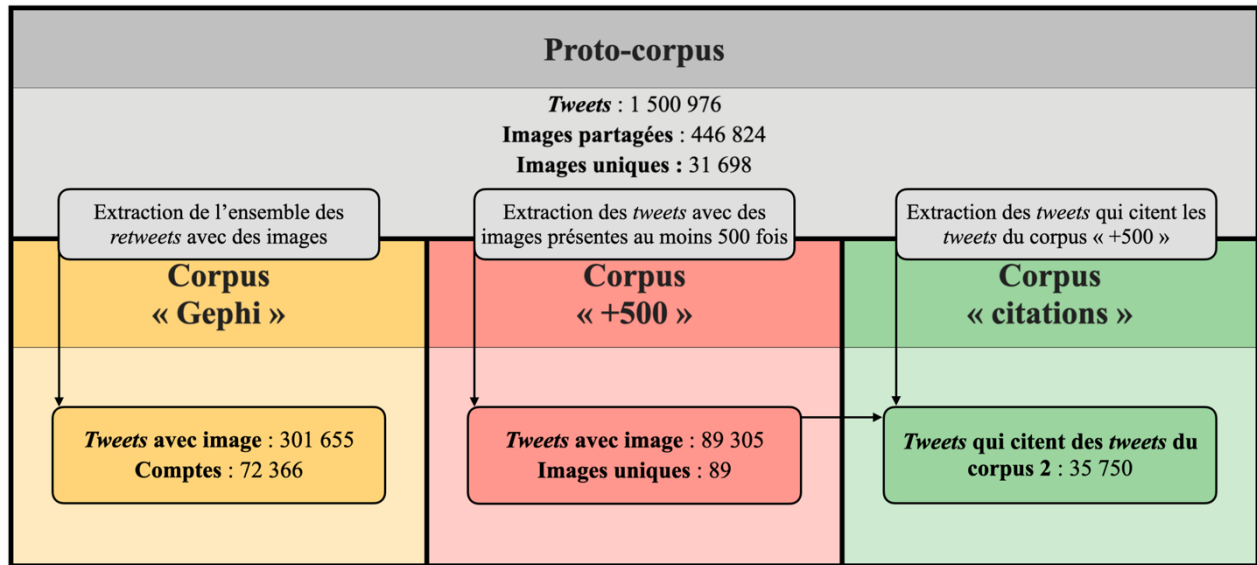 Proto-corpus
Tweets : 1 500 976
Images partagées : 446 824
Images uniques : 31 698
Extraction de l’ensemble des
retweets avec des images
Extraction des tweets avec des
images présentes au moins 500 fois
Extraction des tweets qui citent les
tweets du corpus « +500 »
Corpus
« Gephi »
Corpus
« +500 »
Corpus
« citations »
Tweets avec image : 301 655
Comptes : 72 366
Tweets avec image : 89 305
Images uniques : 89
Tweets qui citent des tweets du
corpus 2 : 35 750